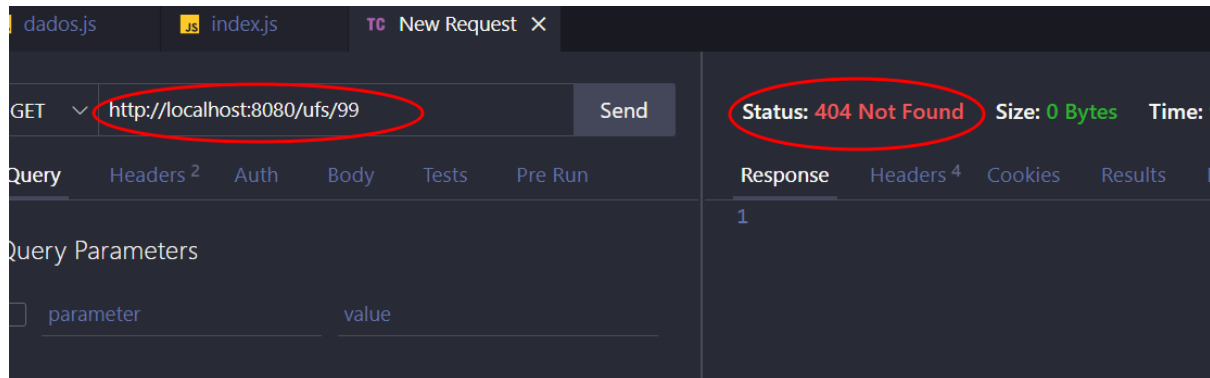 dados.js JS index.js TC New Request ×
GET http://localhost:8080/ufs/99 Send Status: 404 Not Found Size: 0 Bytes Time:
Query Headers 2 Auth Body Tests Pre Run Response Headers 4 Cookies Results
1
Query Parameters
parameter value